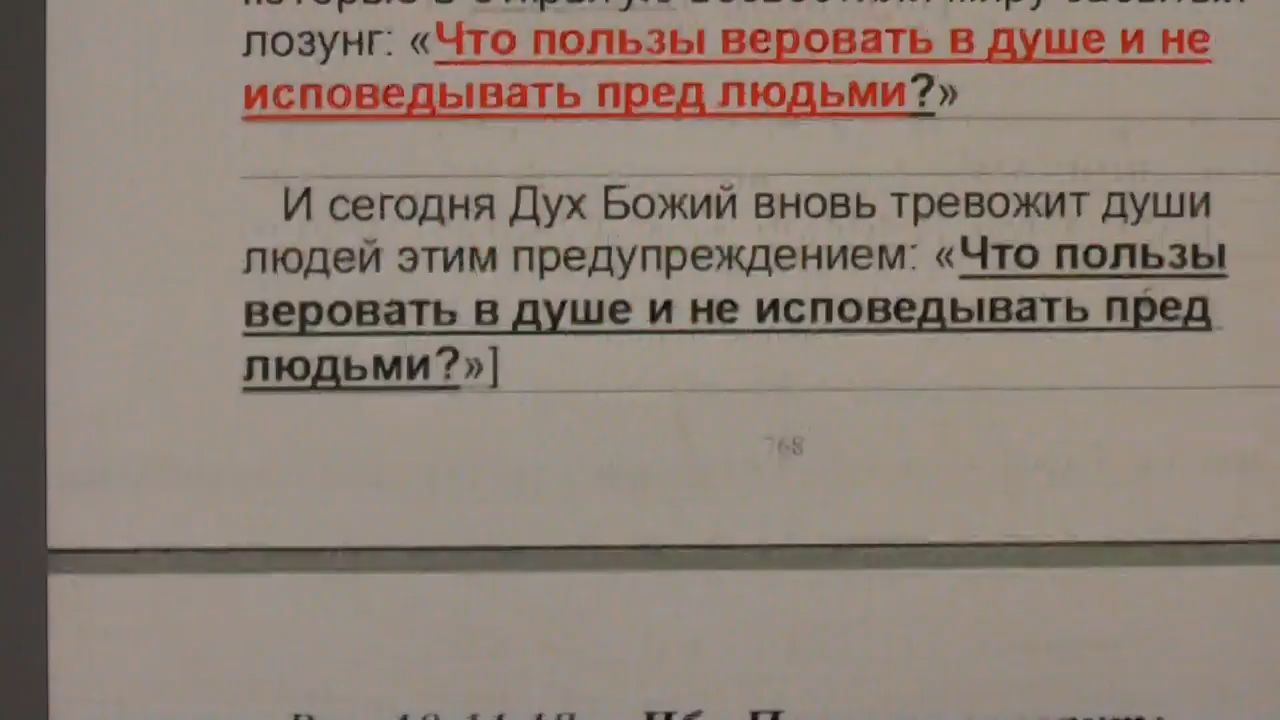 лозунг: «Что пользы веровать в душе и не
исповедывать пред людьми?»
И сегодня Дух Божий вновь тревожит души
людей этим предупреждением: «Что пользы
веровать в душе и не исповедывать пред
людьми?»]
768